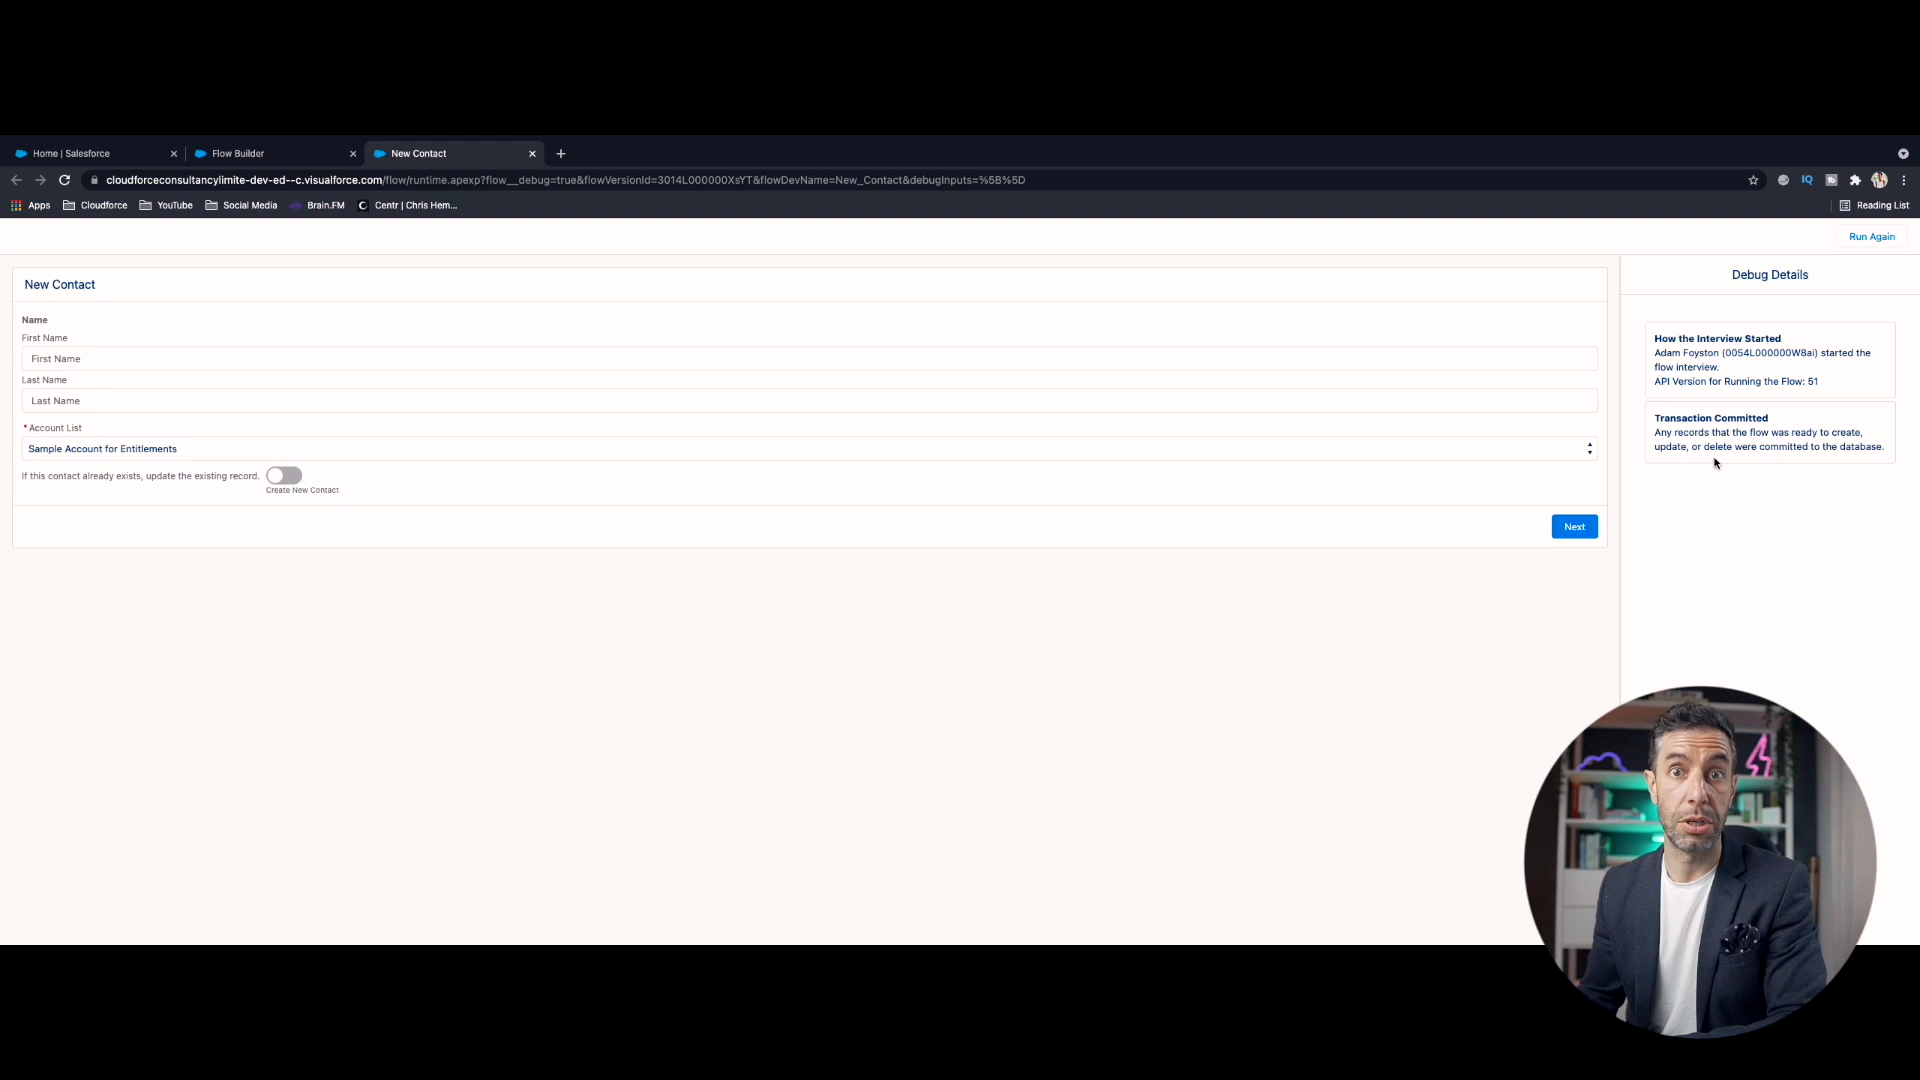 Home | Salesforce
Flow Builder
New Contact
cloudforceconsultancylimite-dev-ed--c.visualforce.com/flow/runtime.apexp?flow__debug=true&flowVersionId=3014L000000XsYT&flowDevName=New_Contact&debugInputs=%5B%5D
IQ
Apps
Cloudforce
YouTube
Social Media
Brain.FM
Centr | Chris Hem...
Reading List
Run Again
New Contact
Name
First Name
First Name
Last Name
Last Name
* Account List
Sample Account for Entitlements
If this contact already exists, update the existing record.
Create New Contact
Next
Debug Details
How the Interview Started
Adam Foyston (0054L000000W8ai) started the
flow interview.
API Version for Running the Flow: 51
Transaction Committed
Any records that the flow was ready to create,
update, or delete were committed to the database.